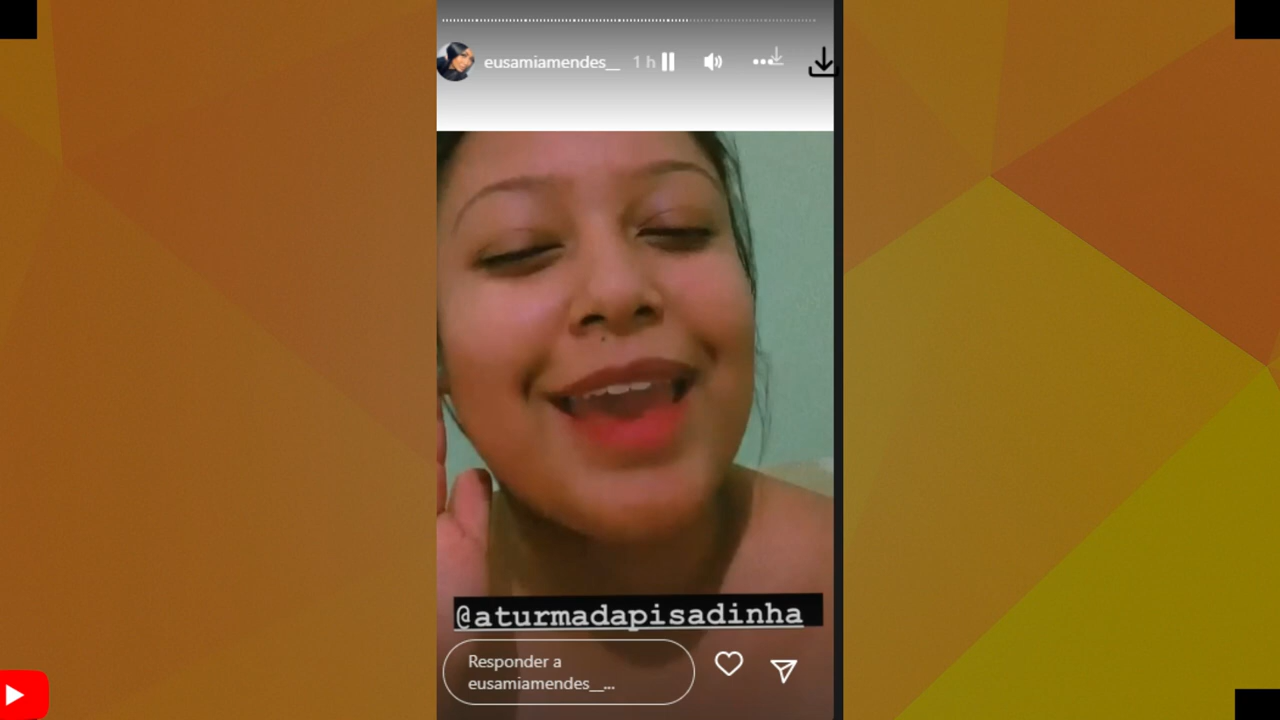 eusamiamendes__ 1 h
@aturmadapisadinha
Responder a
eusamiamendes__...